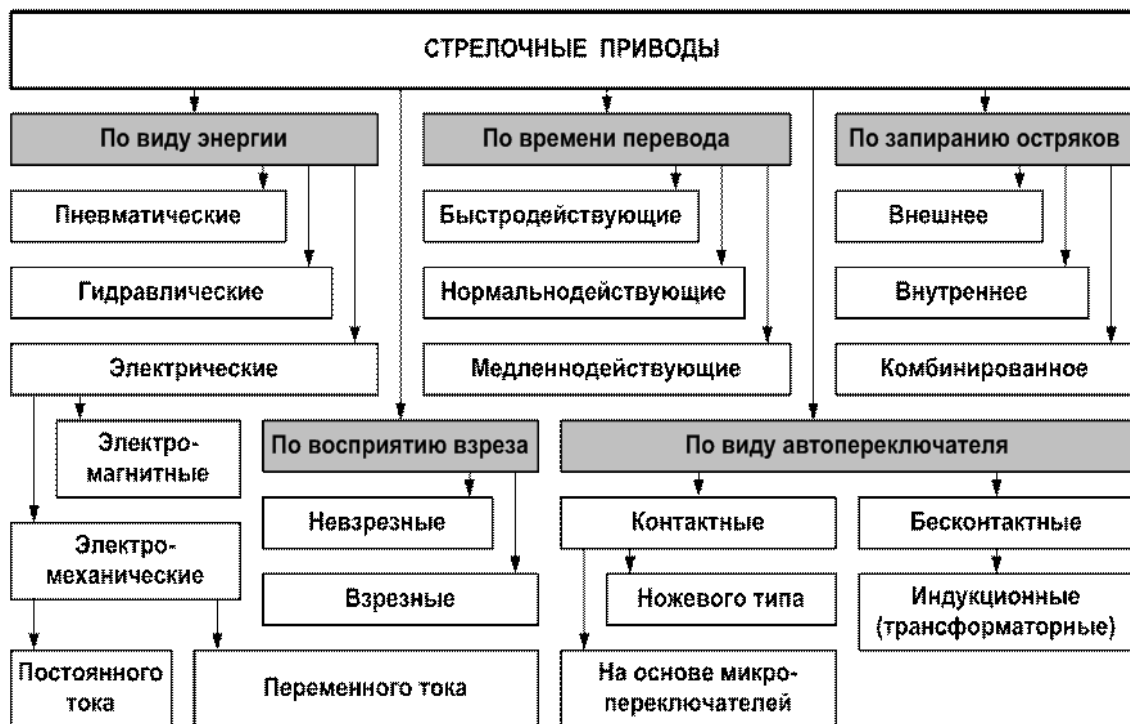 СТРЕЛОЧНЫЕ ПРИВОДЫ
По виду энергии
По времени перевода
По запиранию остряков
Пневматические
Быстродействующие
Внешнее
Гидравлические
Нормальнодействующие
Внутреннее
Электрические
Медленнодействующие
Комбинированное
Электро-
магнитные
По восприятию взреза
По виду автопереключателя
Невзрезные
Контактные
Бесконтактные
Электро-
механические
Взрезные
Ножевого типа
Индукционные
(трансформаторные)
Постоянного
тока
Переменного тока
На основе микро-
переключателей